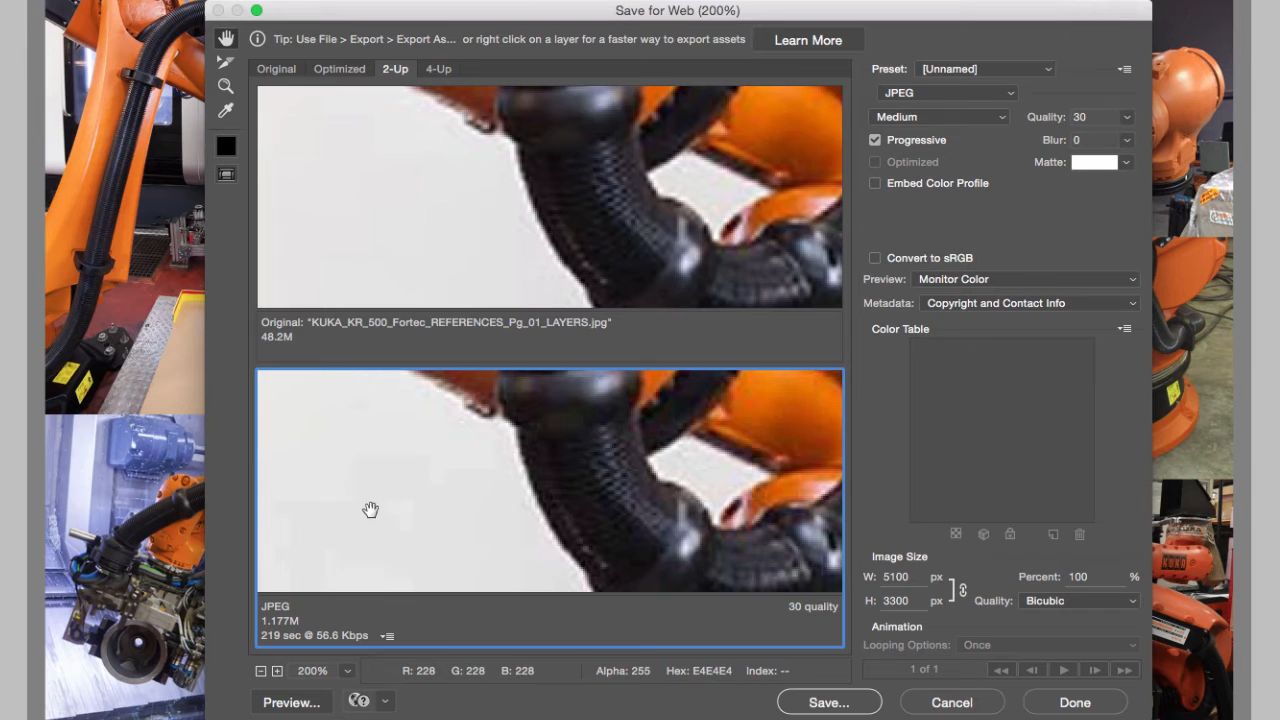 Save for Web (200%)
Tip: Use File > Export > Export As... or right click on a layer for a faster way to export assets
Learn More
Original
Optimized
2-Up
4-Up
Original: "KUKA_KR_500_Fortec_REFERENCES_Pg_01_LAYERS.jpg"
48.2M
JPEG
30 quality
1.177M
219 sec @ 56.6 Kbps
200%
R: 228
G: 228
B: 228
Alpha: 255
Hex: E4E4E4
Index: --
Preview...
Save...
Cancel
Done
Preset: [Unnamed]
JPEG
Medium
Quality: 30
Progressive
Blur: 0
Optimized
Matte:
Embed Color Profile
Convert to sRGB
Preview: Monitor Color
Metadata: Copyright and Contact Info
Color Table
Image Size
W: 5100 px
Percent: 100 %
H: 3300 px
Quality: Bicubic
Animation
Looping Options: Once
1 of 1
KUKA